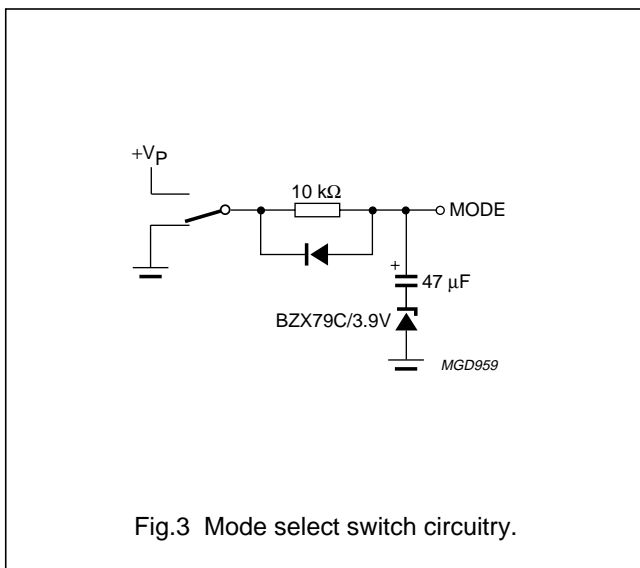 +VP
10 kΩ
MODE
+
47 μF
BZX79C/3.9V
MGD959
Fig.3 Mode select switch circuitry.